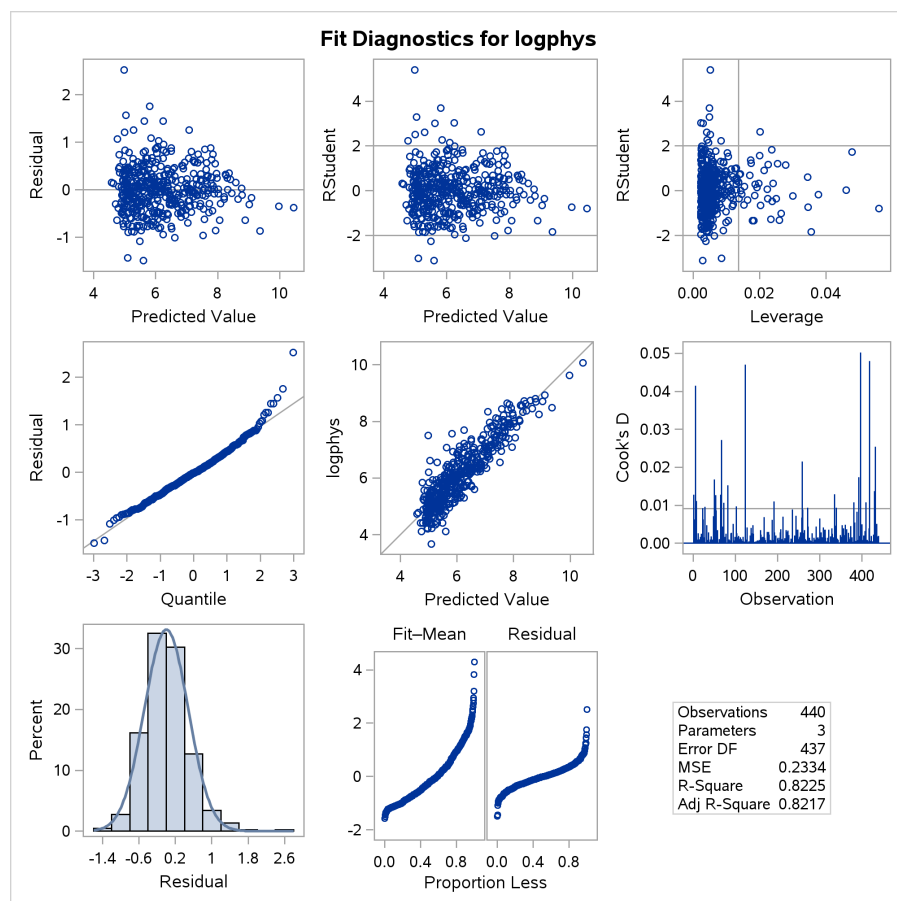 Fit Diagnostics for logphys
Residual
2
1
0
-1
4 6 8 10
Predicted Value
RStudent
4
2
0
-2
4 6 8 10
Predicted Value
RStudent
4
2
0
-2
0.00 0.02 0.04
Leverage
Residual
2
1
0
-1
-3 -2 -1 0 1 2 3
Quantile
logphys
10
8
6
4
4 6 8 10
Predicted Value
Cook's D
0.05
0.04
0.03
0.02
0.01
0.00
0 100 200 300 400
Observation
Percent
30
20
10
0
-1.4 -0.6 0.2 1 1.8 2.6
Residual
Fit–Mean Residual
4
2
0
-2
0.0 0.4 0.8 0.0 0.4 0.8
Proportion Less
Observations 440
Parameters 3
Error DF 437
MSE 0.2334
R-Square 0.8225
Adj R-Square 0.8217